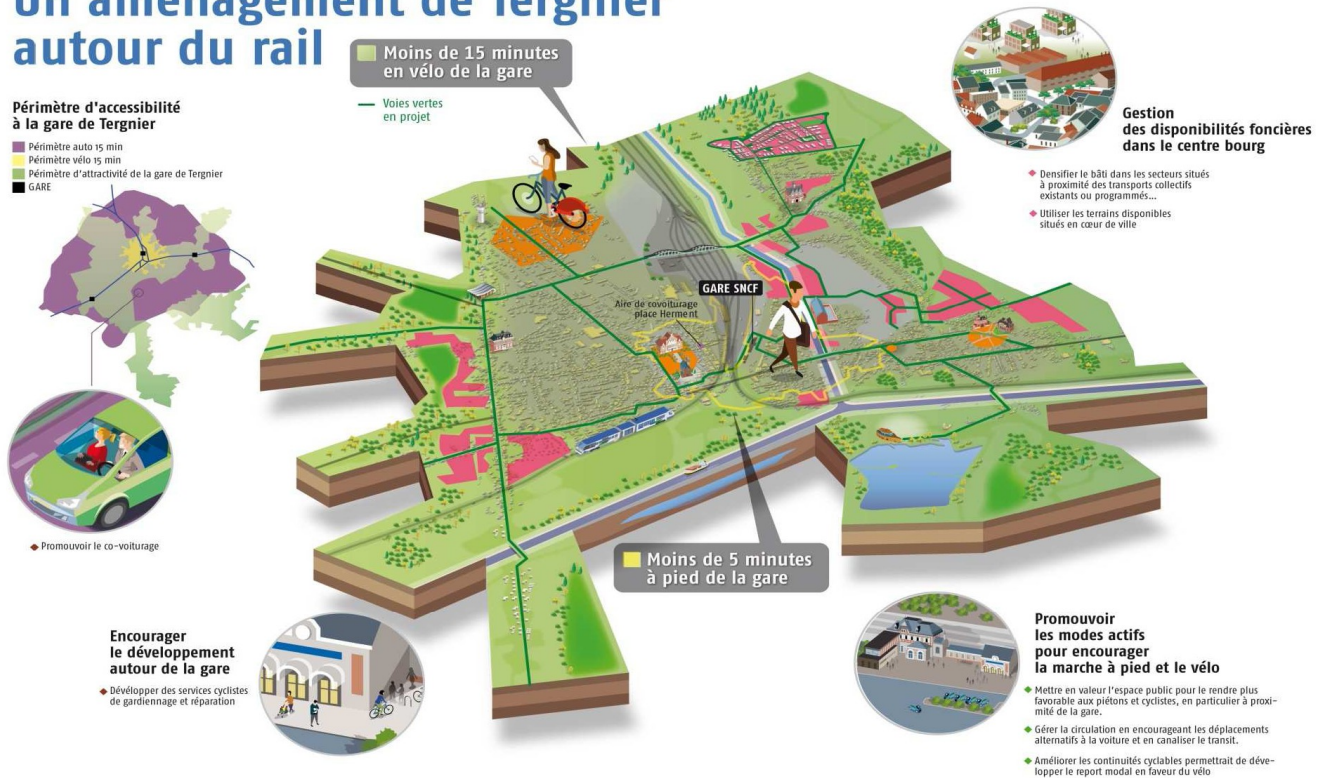 Un aménagement de Tergnier
autour du rail
Moins de 15 minutes
en vélo de la gare
Voies vertes
en projet
Périmètre d'accessibilité
à la gare de Tergnier
Périmètre auto 15 min
Périmètre vélo 15 min
Périmètre d'attractivité de la gare de Tergnier
GARE
Gestion
des disponibilités foncières
dans le centre bourg
Densifier le bâti dans les secteurs situés
à proximité des transports collectifs
existants ou programmés...
Utiliser les terrains disponibles
situés en cœur de ville
GARE SNCF
Aire de covoiturage
place Herment
Promouvoir le co-voiturage
Moins de 5 minutes
à pied de la gare
Encourager
le développement
autour de la gare
Dévélopper des services cyclistes
de gardiennage et réparation
Promouvoir
les modes actifs
pour encourager
la marche à pied et le vélo
Mettre en valeur l'espace public pour le rendre plus
favorable aux piétons et cyclistes, en particulier à proxi-
mité de la gare.
Gérer la circulation en encourageant les déplacements
alternatifs à la voiture et en canaliser le transit.
Améliorer les continuités cyclables permettrait de déve-
lopper le report modal en faveur du vélo